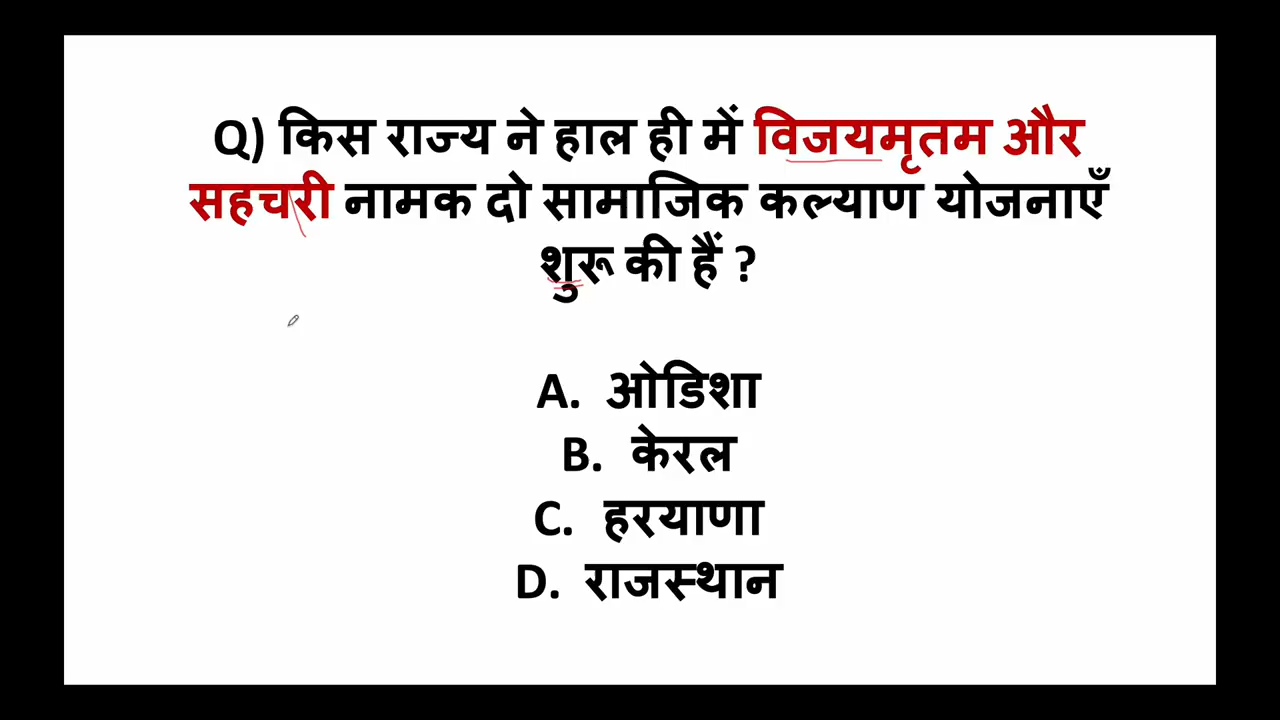 Q) किस राज्य ने हाल ही में विजयमृतम और
सहचरी नामक दो सामाजिक कल्याण योजनाएँ
शुरू की हैं ?
A. ओडिशा
B. केरल
C. हरयाणा
D. राजस्थान